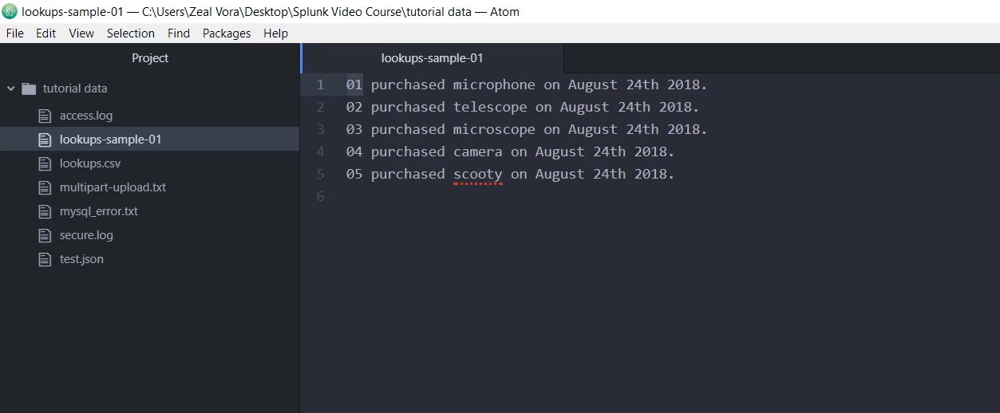 lookups-sample-01 — C:\Users\Zeal Vora\Desktop\Splunk Video Course\tutorial data — Atom
File Edit View Selection Find Packages Help
Project
lookups-sample-01
tutorial data
access.log
lookups-sample-01
lookups.csv
multipart-upload.txt
mysql_error.txt
secure.log
test.json
1 01 purchased microphone on August 24th 2018.
2 02 purchased telescope on August 24th 2018.
3 03 purchased microscope on August 24th 2018.
4 04 purchased camera on August 24th 2018.
5 05 purchased scooty on August 24th 2018.
6